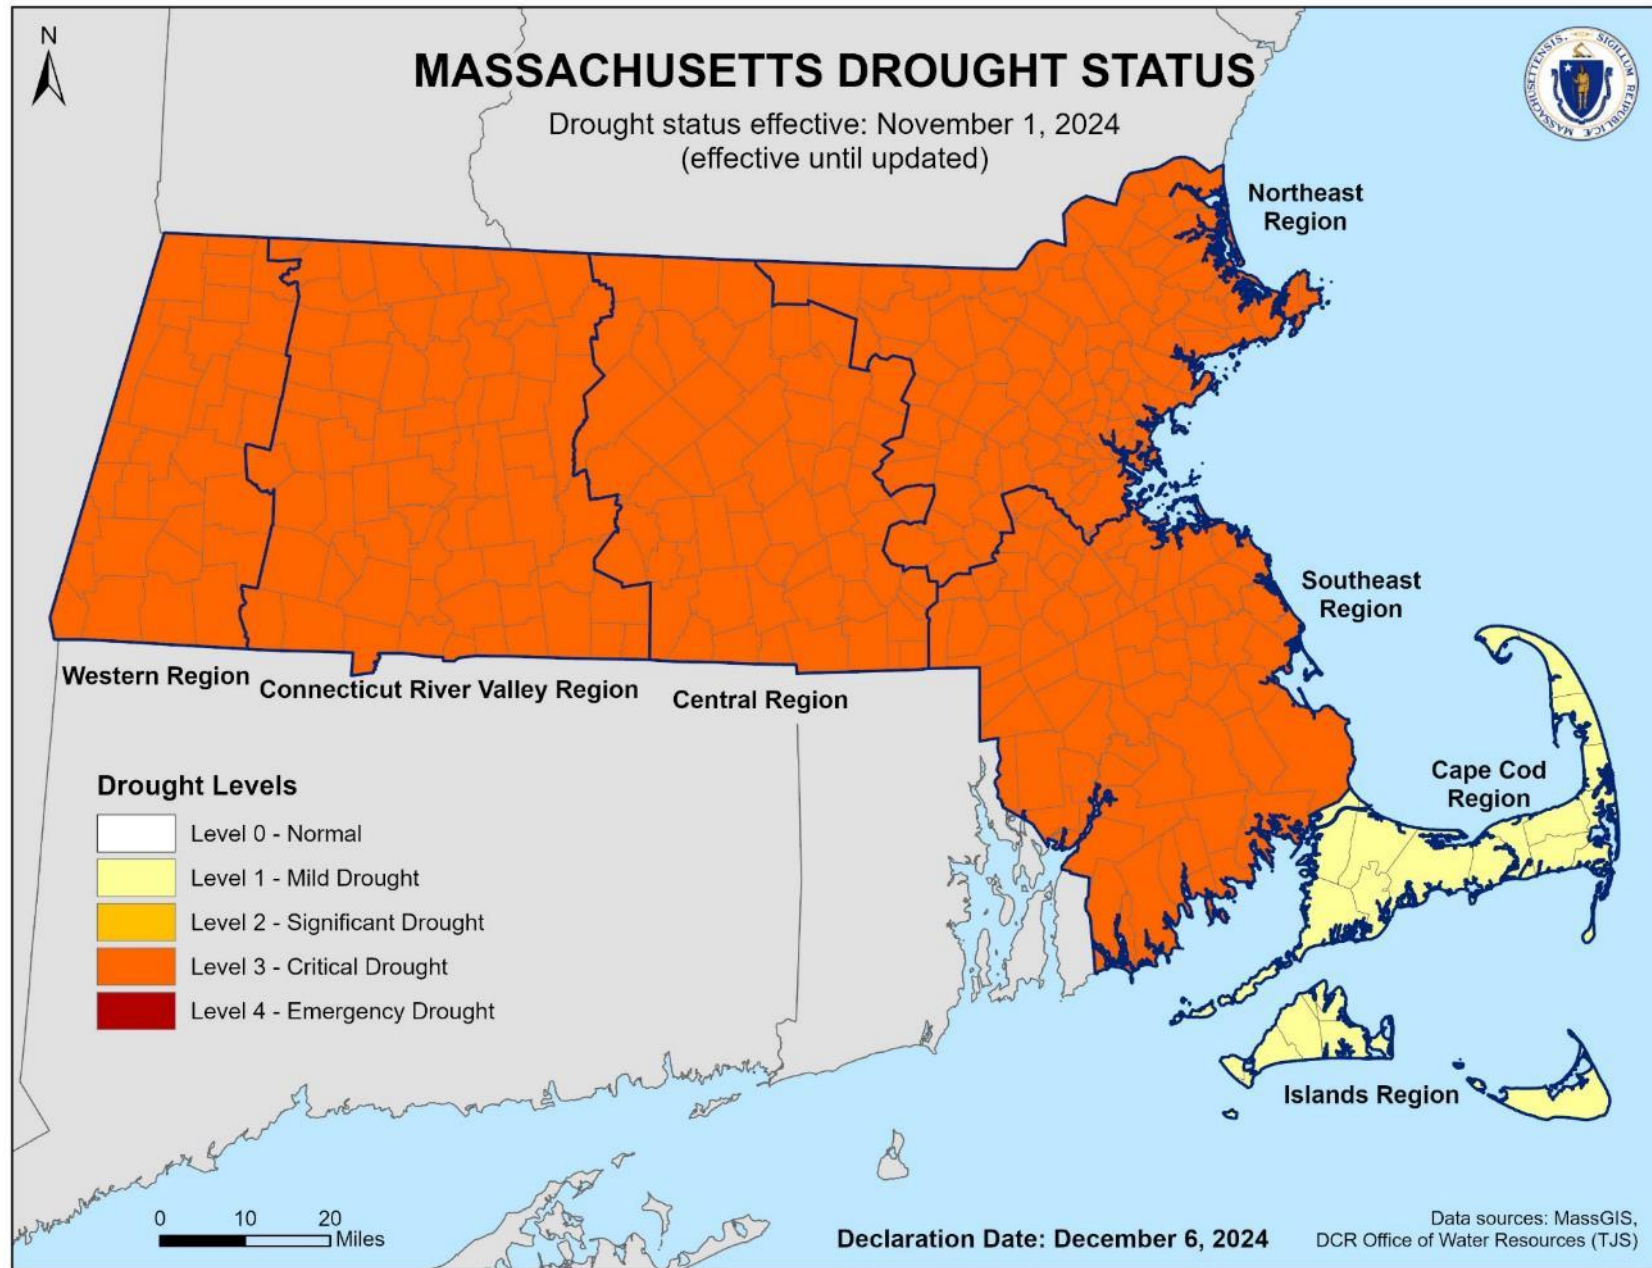 N
MASSACHUSETTS DROUGHT STATUS
Drought status effective: November 1, 2024
(effective until updated)
SIGILLUM REIPUBLICÆ MASSACHUSETTENSIS
Northeast
Region
Southeast
Region
Western Region
Connecticut River Valley Region
Central Region
Cape Cod
Region
Drought Levels
Level 0 - Normal
Level 1 - Mild Drought
Level 2 - Significant Drought
Level 3 - Critical Drought
Level 4 - Emergency Drought
Islands Region
0 10 20
Miles
Declaration Date: December 6, 2024
Data sources: MassGIS,
DCR Office of Water Resources (TJS)